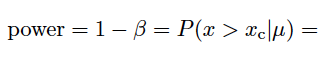 power = 1 − β = P(x > x_c|μ) =